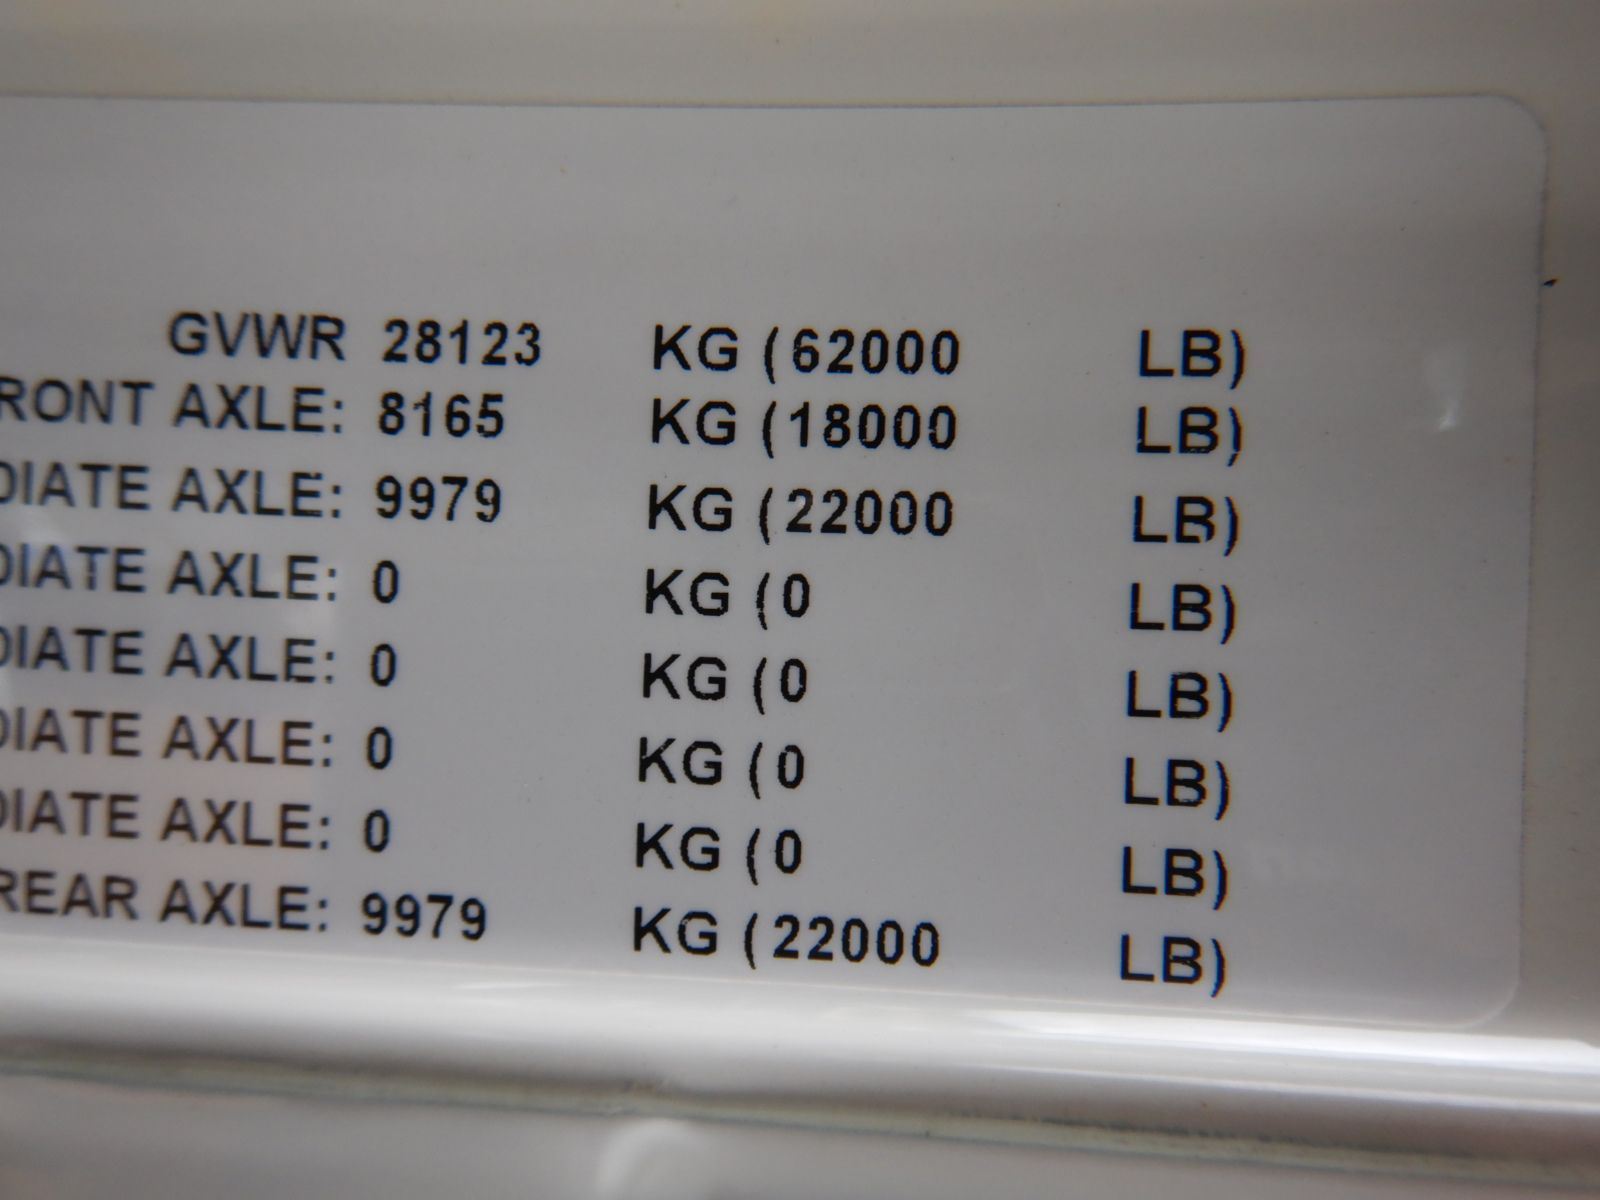 GVWR 28123 KG (62000 LB)
RONT AXLE: 8165 KG (18000 LB)
DIATE AXLE: 9979 KG (22000 LB)
DIATE AXLE: 0 KG (0 LB)
DIATE AXLE: 0 KG (0 LB)
DIATE AXLE: 0 KG (0 LB)
DIATE AXLE: 0 KG (0 LB)
REAR AXLE: 9979 KG (22000 LB)